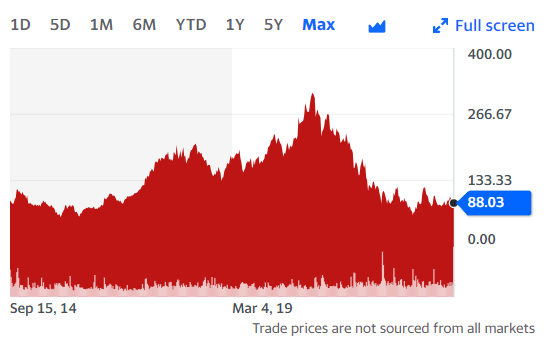 1D 5D 1M 6M YTD 1Y 5Y Max Full screen
400.00
266.67
133.33
88.03
0.00
Sep 15, 14 Mar 4, 19
Trade prices are not sourced from all markets